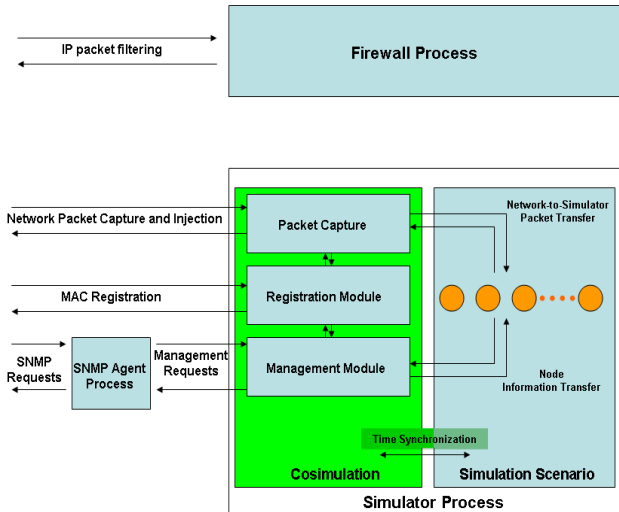 IP packet filtering
Firewall Process
Network Packet Capture and Injection
Packet Capture
Network-to-Simulator
Packet Transfer
MAC Registration
Registration Module
SNMP
Requests
SNMP Agent
Process
Management
Requests
Management Module
Node
Information Transfer
Time Synchronization
Cosimulation
Simulation Scenario
Simulator Process